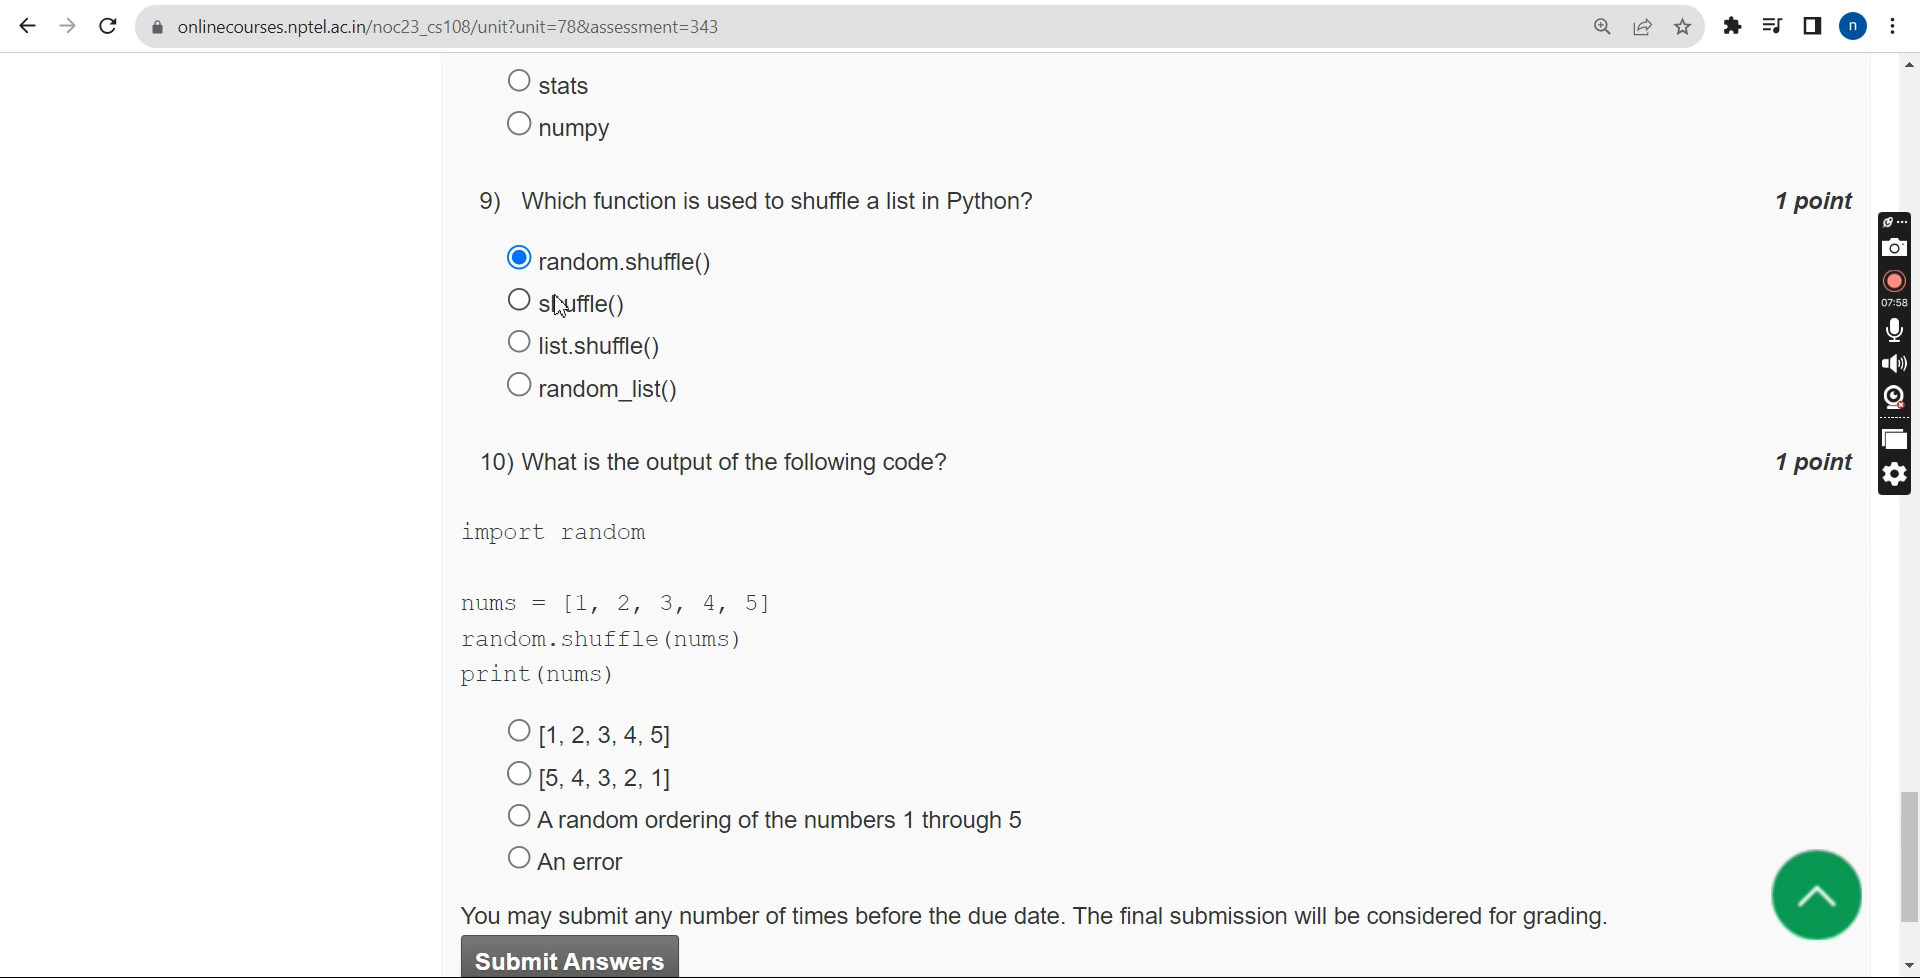 onlinecourses.nptel.ac.in/noc23_cs108/unit?unit=78&assessment=343
n
stats
numpy
9) Which function is used to shuffle a list in Python?
1 point
random.shuffle()
shuffle()
list.shuffle()
random_list()
07:58
10) What is the output of the following code?
1 point
import random
nums = [1, 2, 3, 4, 5]
random.shuffle(nums)
print(nums)
[1, 2, 3, 4, 5]
[5, 4, 3, 2, 1]
A random ordering of the numbers 1 through 5
An error
You may submit any number of times before the due date. The final submission will be considered for grading.
Submit Answers